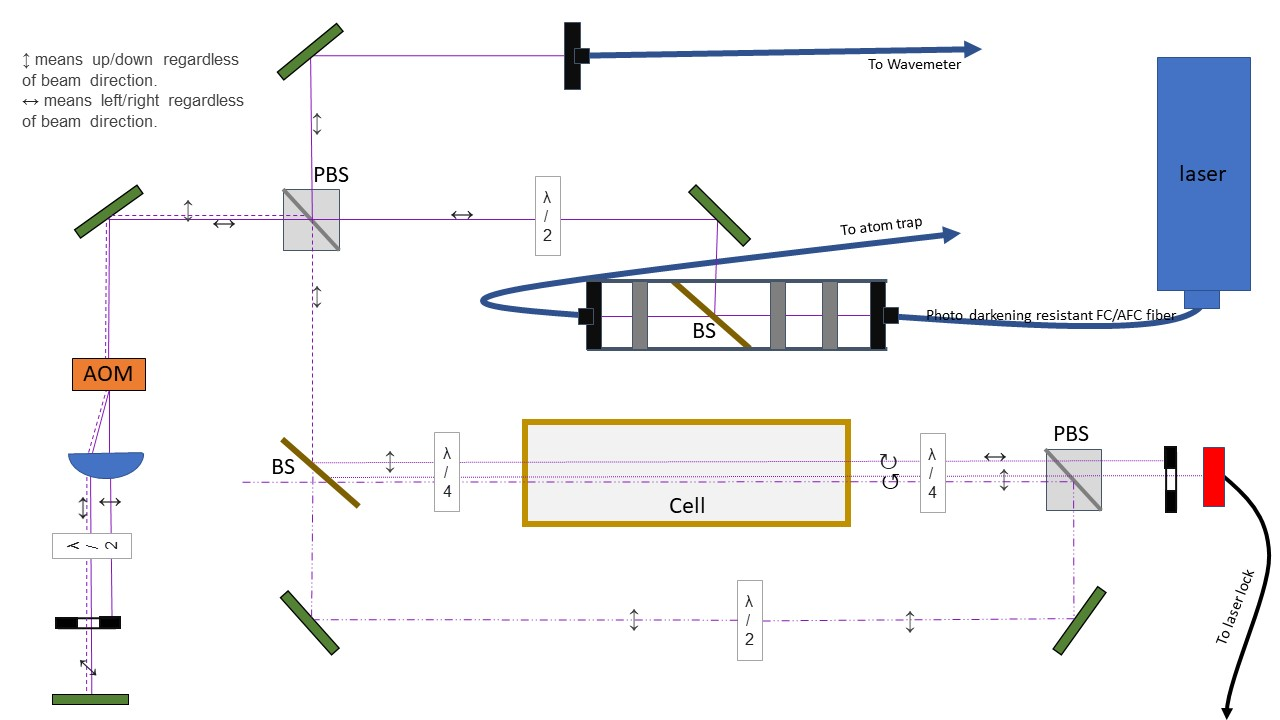 ↕ means up/down regardless
of beam direction.
↔ means left/right regardless
of beam direction.
To Wavemeter
laser
PBS
λ
/
2
To atom trap
BS
Photo darkening resistant FC/AFC fiber
AOM
PBS
BS
λ
/
4
Cell
λ
/
4
λ
/
2
λ
/
2
To laser lock